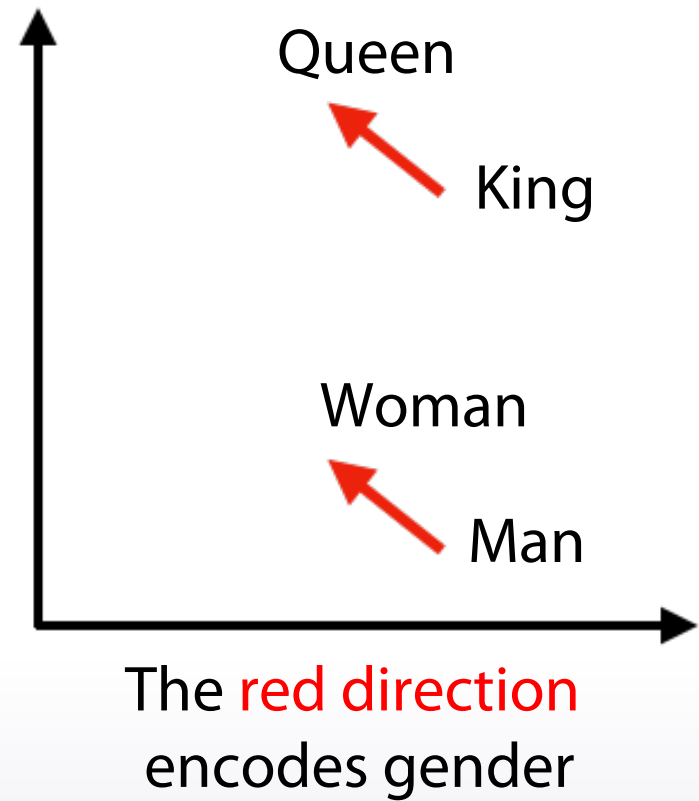 Queen
King
Woman
Man
The red direction
encodes gender